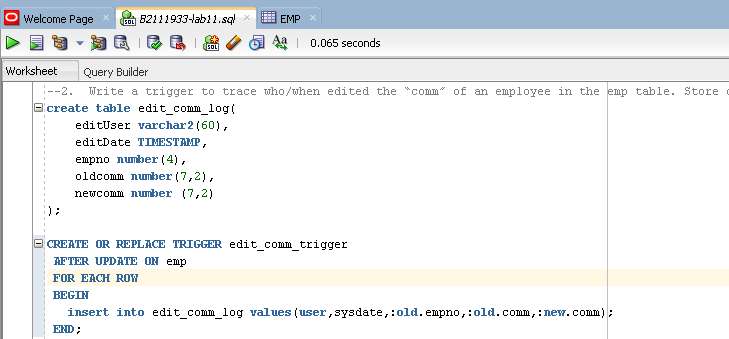 Welcome Page × B2111933-lab11.sql × EMP ×
0.065 seconds
Worksheet Query Builder
--2. Write a trigger to trace who/when edited the “comm” of an employee in the emp table. Store
create table edit_comm_log(
editUser varchar2(60),
editDate TIMESTAMP,
empno number(4),
oldcomm number(7,2),
newcomm number (7,2)
);
CREATE OR REPLACE TRIGGER edit_comm_trigger
AFTER UPDATE ON emp
FOR EACH ROW
BEGIN
insert into edit_comm_log values(user,sysdate,:old.empno,:old.comm,:new.comm);
END;